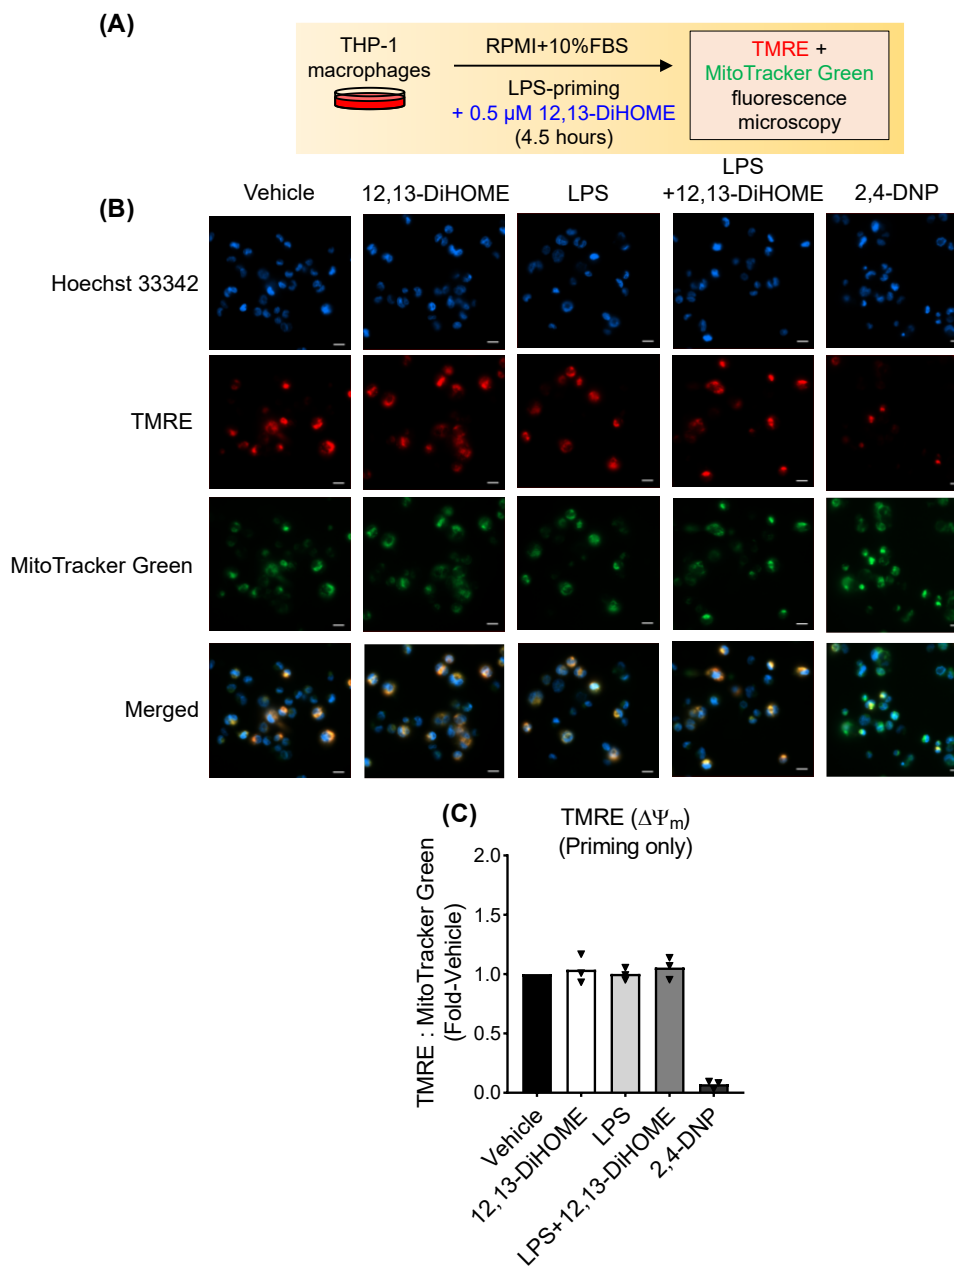 (A)
THP-1
macrophages
RPMI+10%FBS
LPS-priming
+ 0.5 µM 12,13-DiHOME
(4.5 hours)
TMRE +
MitoTracker Green
fluorescence
microscopy
(B)
Vehicle
12,13-DiHOME
LPS
LPS
+12,13-DiHOME
2,4-DNP
Hoechst 33342
TMRE
MitoTracker Green
Merged
(C)
TMRE (ΔΨm)
(Priming only)
TMRE : MitoTracker Green
(Fold-Vehicle)
2.0
1.5
1.0
0.5
0.0
Vehicle
12,13-DiHOME
LPS
LPS+12,13-DiHOME
2,4-DNP